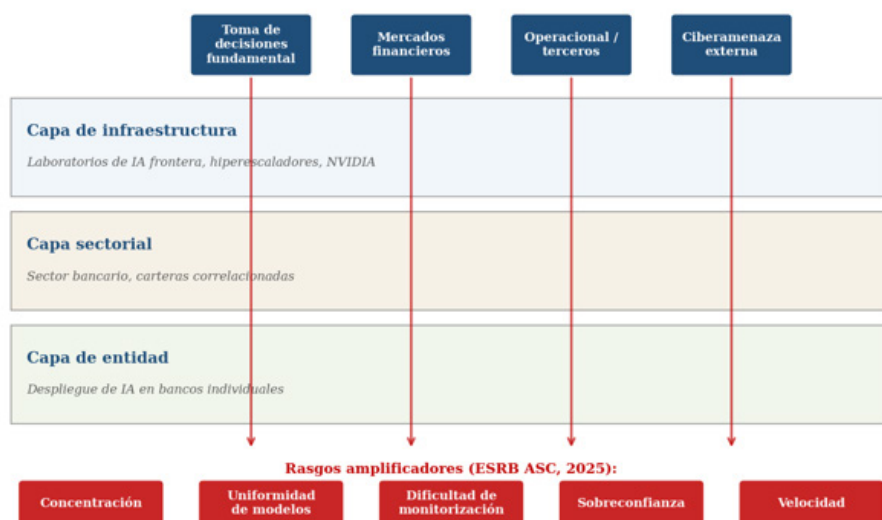 Toma de
decisiones
fundamental
Mercados
financieros
Operacional /
terceros
Ciberamenaza
externa
Capa de infraestructura
Laboratorios de IA frontera, hiperescaladores, NVIDIA
Capa sectorial
Sector bancario, carteras correlacionadas
Capa de entidad
Despliegue de IA en bancos individuales
Rasgos amplificadores (ESRB ASC, 2025):
Concentración
Uniformidad
de modelos
Dificultad de
monitorización
Sobreconfianza
Velocidad